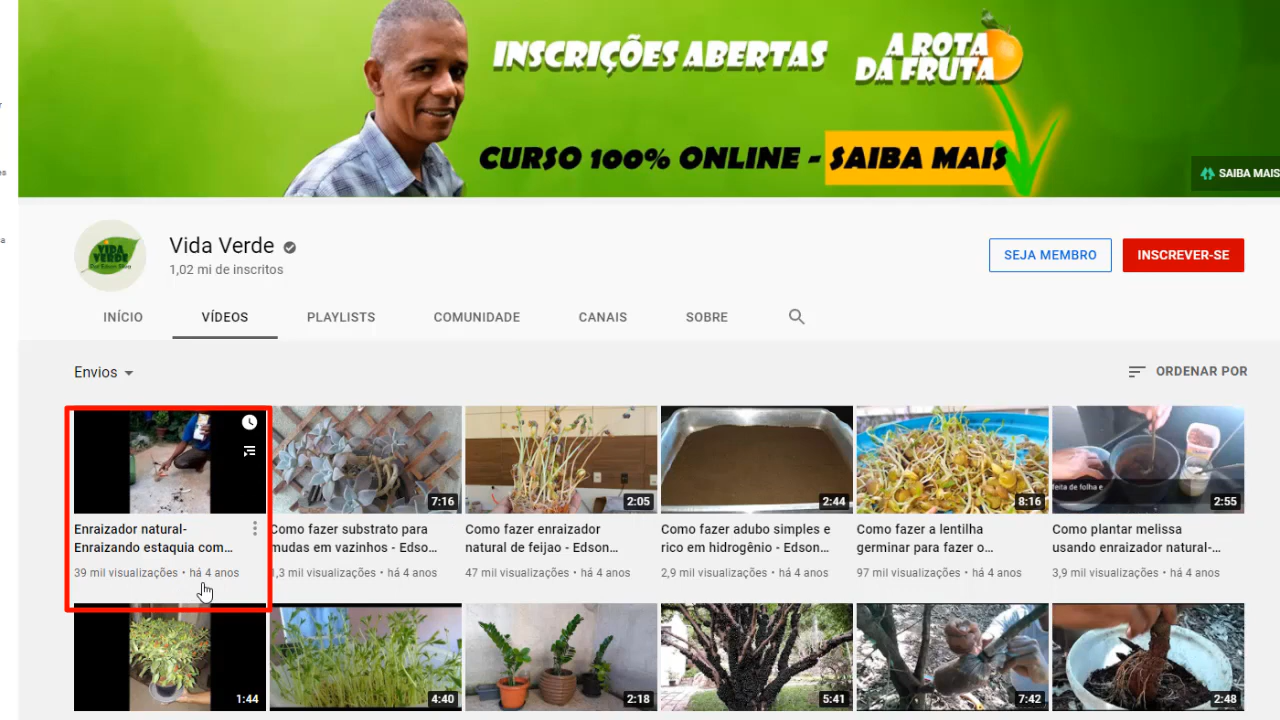 INSCRIÇÕES ABERTAS
A ROTA
DA FRUTA
CURSO 100% ONLINE - SAIBA MAIS
SAIBA MAIS
VIDA
VERDE
Vida Verde
1,02 mi de inscritos
SEJA MEMBRO
INSCREVER-SE
INÍCIO
VÍDEOS
PLAYLISTS
COMUNIDADE
CANAIS
SOBRE
Envios
ORDENAR POR
7:16
2:05
2:44
8:16
feita de folha e
2:55
Enraizador natural-
Enraizando estaquia com...
39 mil visualizações • há 4 anos
Como fazer substrato para
mudas em vazinhos - Edso...
1,3 mil visualizações • há 4 anos
Como fazer enraizador
natural de feijao - Edson...
47 mil visualizações • há 4 anos
Como fazer adubo simples e
rico em hidrogênio - Edson...
2,9 mil visualizações • há 4 anos
Como fazer a lentilha
germinar para fazer o...
97 mil visualizações • há 4 anos
Como plantar melissa
usando enraizador natural-...
3,9 mil visualizações • há 4 anos
1:44
4:40
2:18
5:41
7:42
2:48